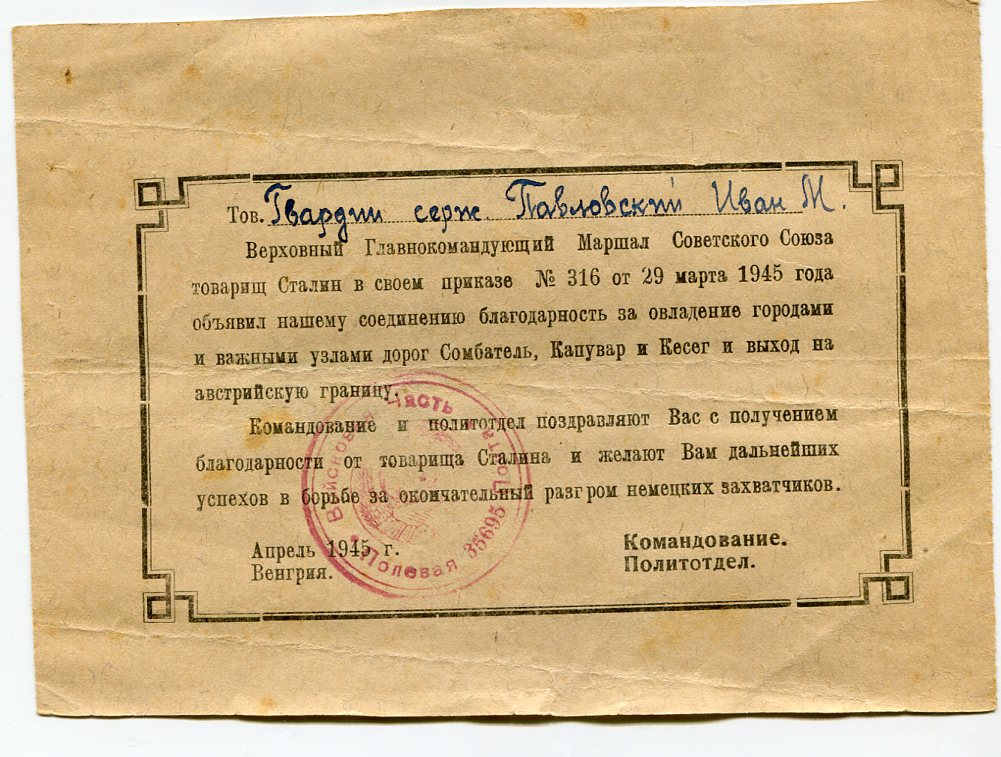 Тов. Гвардии серж. Павловский Иван М.
Верховный Главнокомандующий Маршал Советского Союза
товарищ Сталин в своем приказе № 316 от 29 марта 1945 года
объявил нашему соединению благодарность за овладение городами
и важными узлами дорог Сомбатель, Капувар и Кесег и выход на
австрийскую границу.
Командование и политотдел поздравляют Вас с получением
благодарности от товарища Сталина и желают Вам дальнейших
успехов в борьбе за окончательный разгром немецких захватчиков.
Апрель 1945 г.
Венгрия.
Командование.
Политотдел.
Войсковая часть
Полевая 35695 Почта